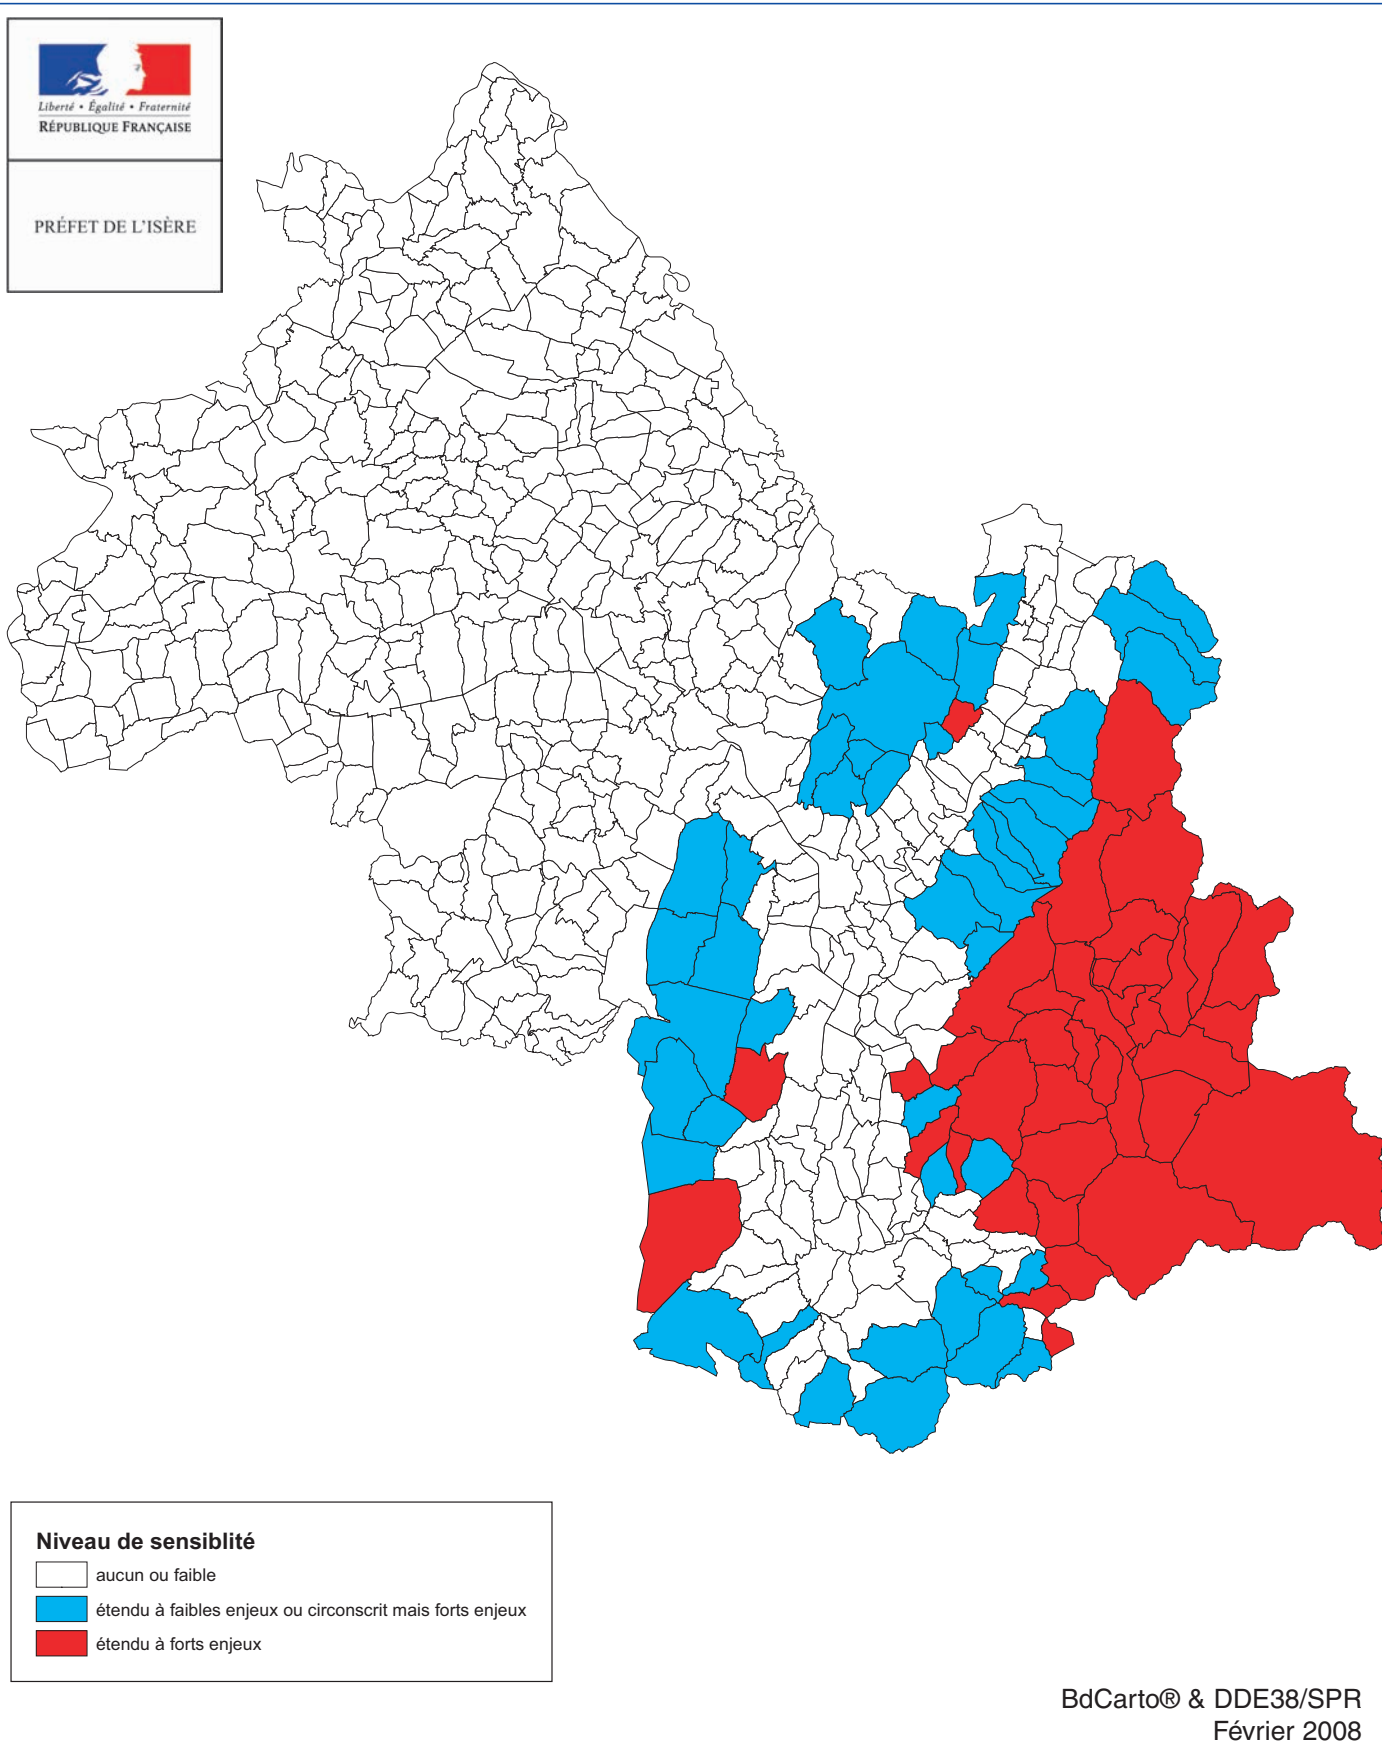 Liberté • Égalité • Fraternité
RÉPUBLIQUE FRANÇAISE
PRÉFET DE L'ISÈRE
Niveau de sensiblité
aucun ou faible
étendu à faibles enjeux ou circonscrit mais forts enjeux
étendu à forts enjeux
BdCarto® & DDE38/SPR
Février 2008